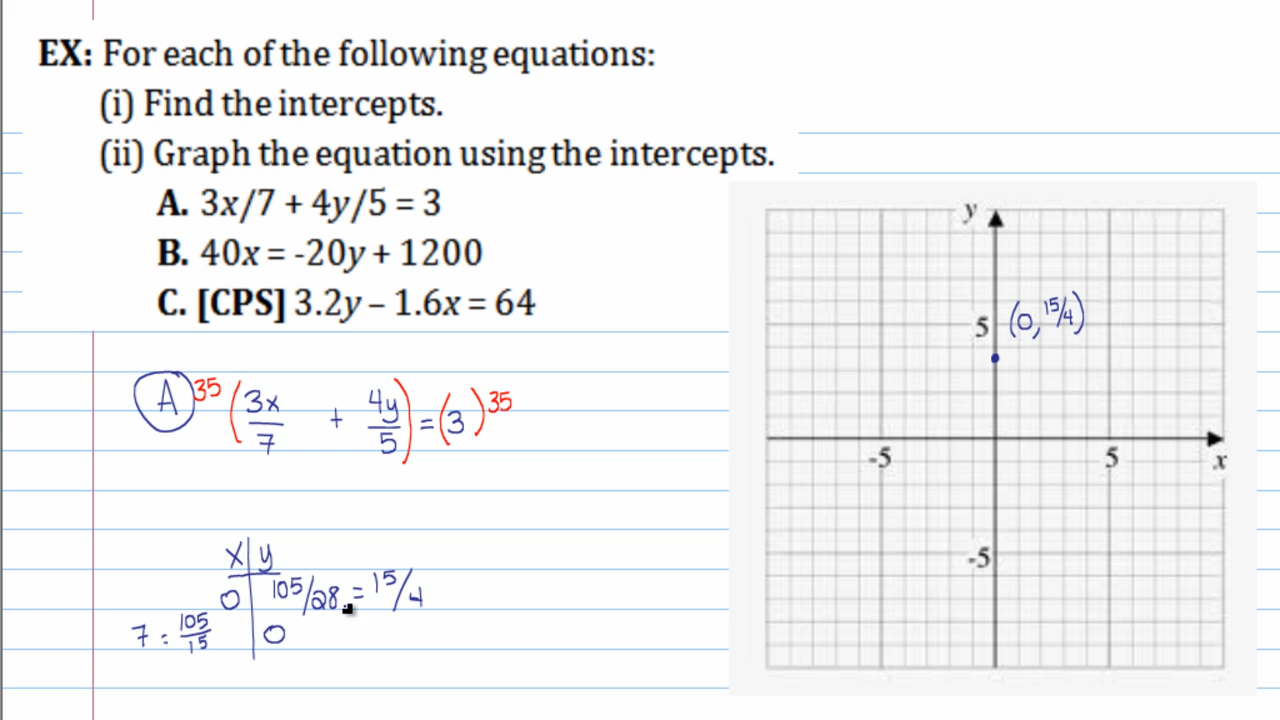 EX: For each of the following equations:
(i) Find the intercepts.
(ii) Graph the equation using the intercepts.
A. 3x/7 + 4y/5 = 3
B. 40x = -20y + 1200
C. [CPS] 3.2y – 1.6x = 64
y
5 (0, 15/4)
-5 5 x
-5
A 35 (3x/7 + 4y/5) = (3) 35
x | y
0 | 105/28 = 15/4
7 = 105/15 | 0